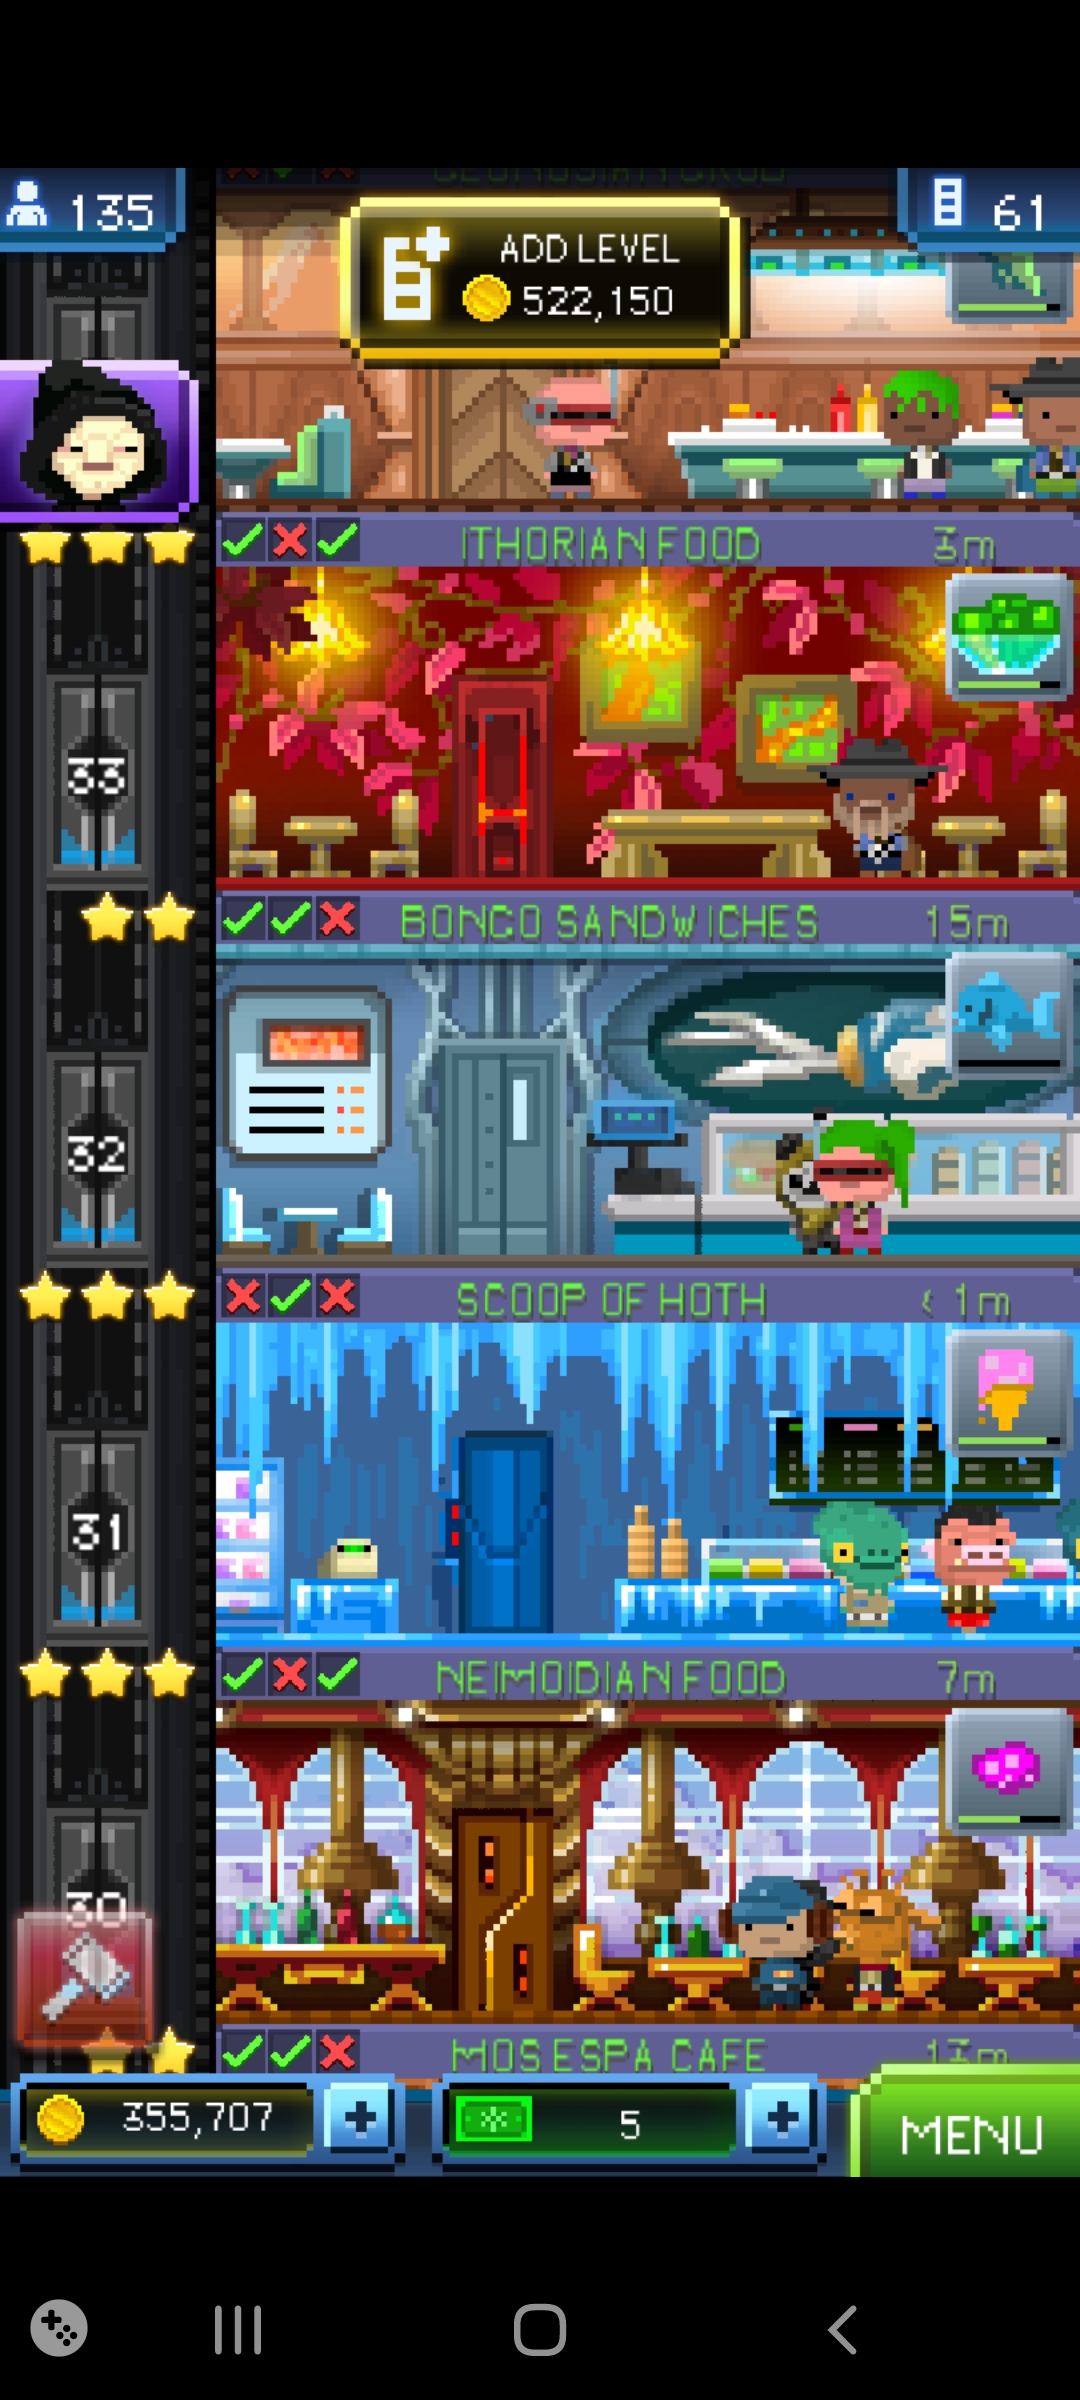 135
ADD LEVEL
522,150
61
ITHORIAN FOOD 3m
33
BONGO SANDWICHES 15m
32
SCOOP OF HOTH < 1m
31
NEIMOIDIAN FOOD 7m
30
MOS ESPA CAFE 13m
355,707
5
MENU